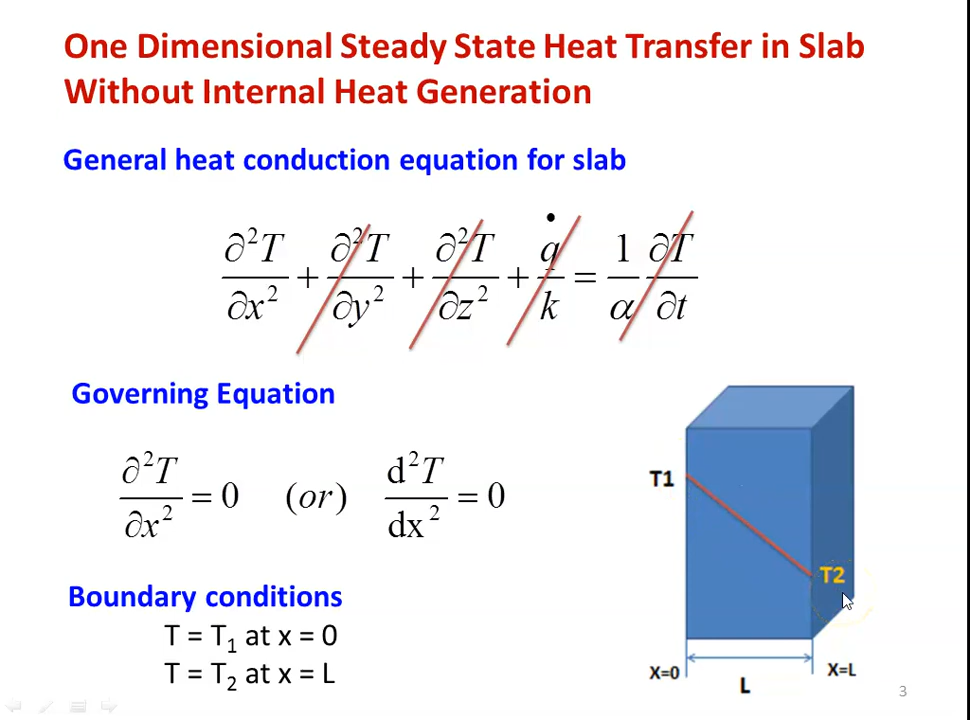 One Dimensional Steady State Heat Transfer in Slab
Without Internal Heat Generation
General heat conduction equation for slab
∂²T/∂x² + ∂²T/∂y² + ∂²T/∂z² + q̇/k = 1/α ∂T/∂t
Governing Equation
∂²T/∂x² = 0 (or) d²T/dx² = 0
Boundary conditions
T = T₁ at x = 0
T = T₂ at x = L
T1
T2
X=0
X=L
L
3